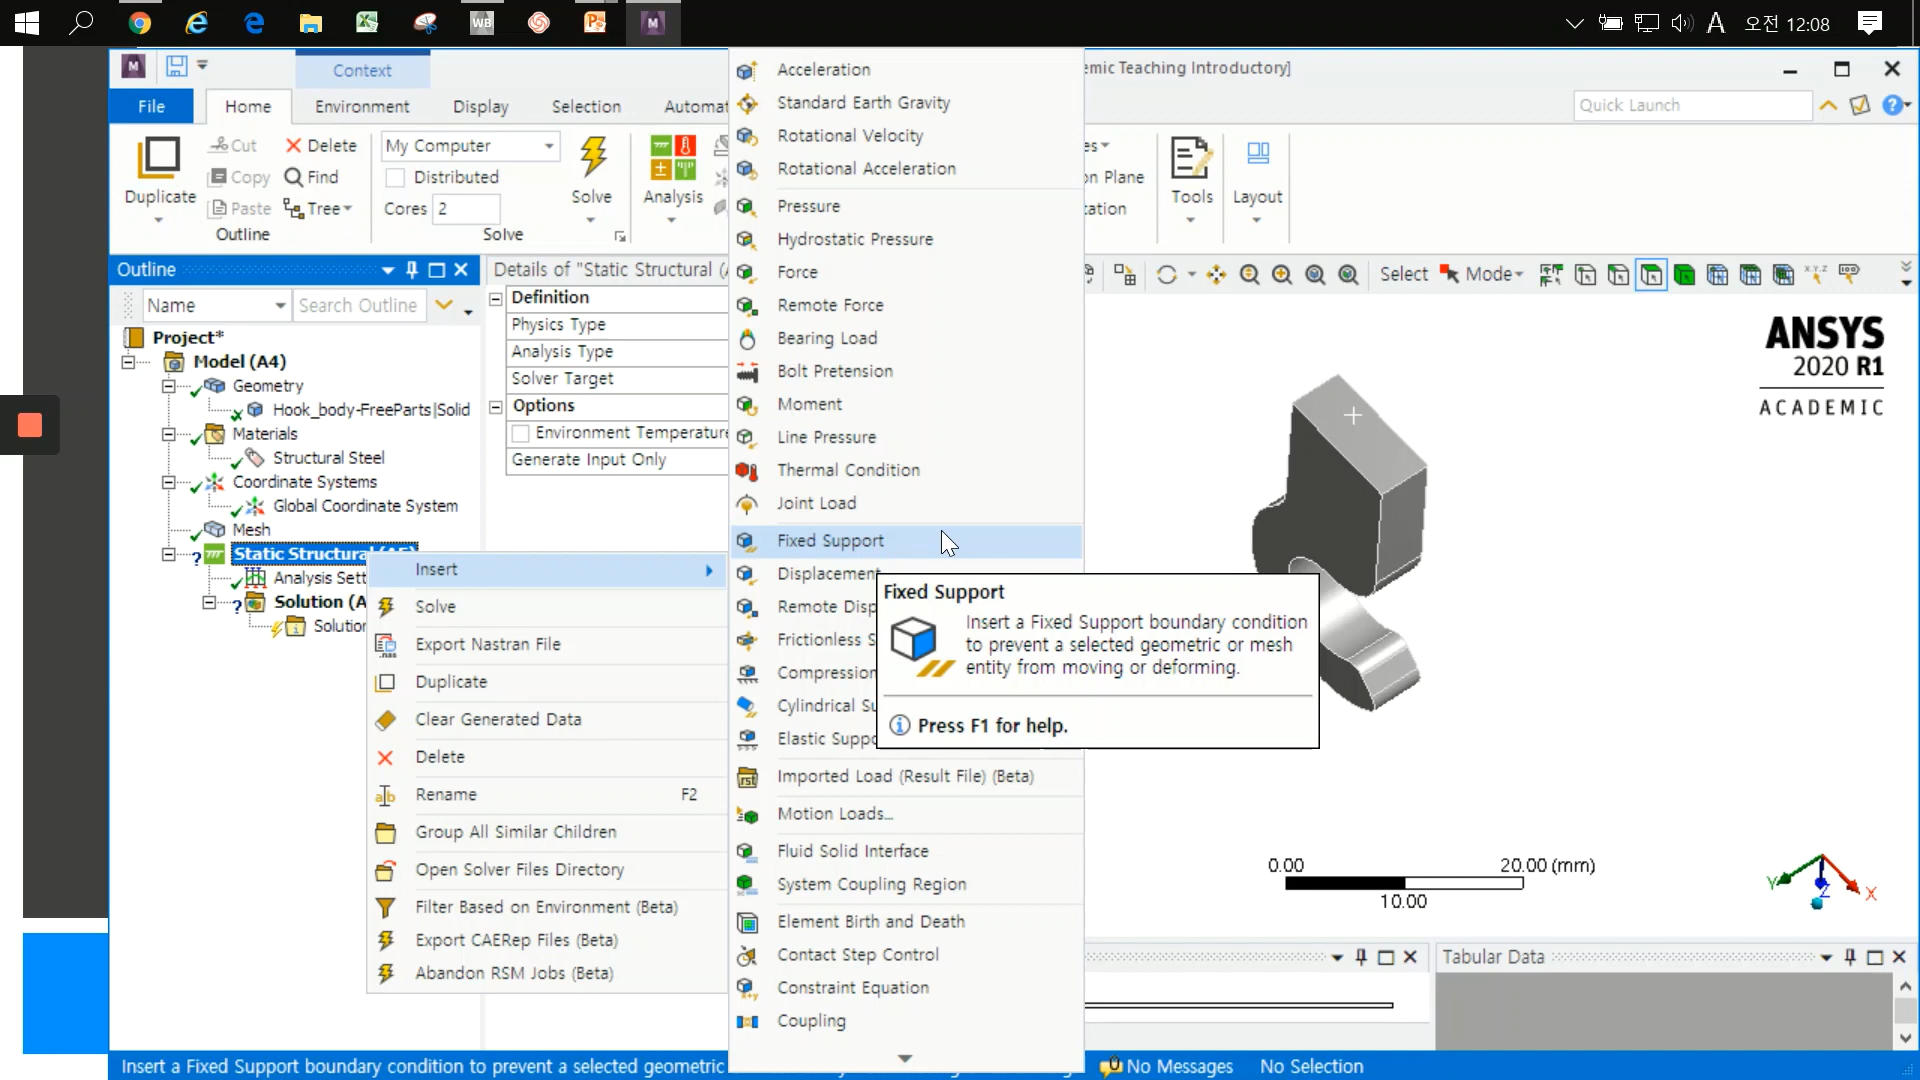 WB
M
A
오전 12:08
M
Context
emic Teaching Introductory]
File
Home
Environment
Display
Selection
Automat
Quick Launch
Duplicate
Cut
Copy
Paste
Delete
Find
Tree
Outline
My Computer
Distributed
Cores 2
Solve
Solve
Analysis
es
on Plane
tation
Tools
Layout
Outline
Name
Search Outline
Project*
Model (A4)
Geometry
Hook_body-FreeParts|Solid
Materials
Structural Steel
Coordinate Systems
Global Coordinate System
Mesh
Static Structural (A5)
Analysis Sett
Solution (A
Solution
Details of "Static Structural (A
Definition
Physics Type
Analysis Type
Solver Target
Options
Environment Temperature
Generate Input Only
Insert
Solve
Export Nastran File
Duplicate
Clear Generated Data
Delete
Rename F2
Group All Similar Children
Open Solver Files Directory
Filter Based on Environment (Beta)
Export CAERep Files (Beta)
Abandon RSM Jobs (Beta)
Acceleration
Standard Earth Gravity
Rotational Velocity
Rotational Acceleration
Pressure
Hydrostatic Pressure
Force
Remote Force
Bearing Load
Bolt Pretension
Moment
Line Pressure
Thermal Condition
Joint Load
Fixed Support
Displacement
Remote Disp
Frictionless S
Compression
Cylindrical Su
Elastic Suppo
Imported Load (Result File) (Beta)
Motion Loads...
Fluid Solid Interface
System Coupling Region
Element Birth and Death
Contact Step Control
Constraint Equation
Coupling
Fixed Support
Insert a Fixed Support boundary condition
to prevent a selected geometric or mesh
entity from moving or deforming.
Press F1 for help.
Select
Mode
ANSYS
2020 R1
ACADEMIC
0.00
20.00 (mm)
10.00
Y
Z
X
Tabular Data
Insert a Fixed Support boundary condition to prevent a selected geometric
No Messages
No Selection